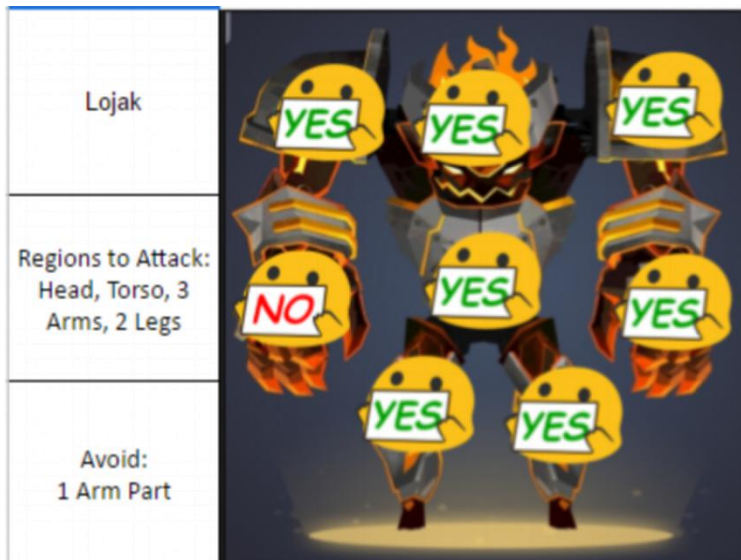 Lojak
YES
YES
YES
Regions to Attack:
Head, Torso, 3
Arms, 2 Legs
NO
YES
YES
YES
YES
Avoid:
1 Arm Part